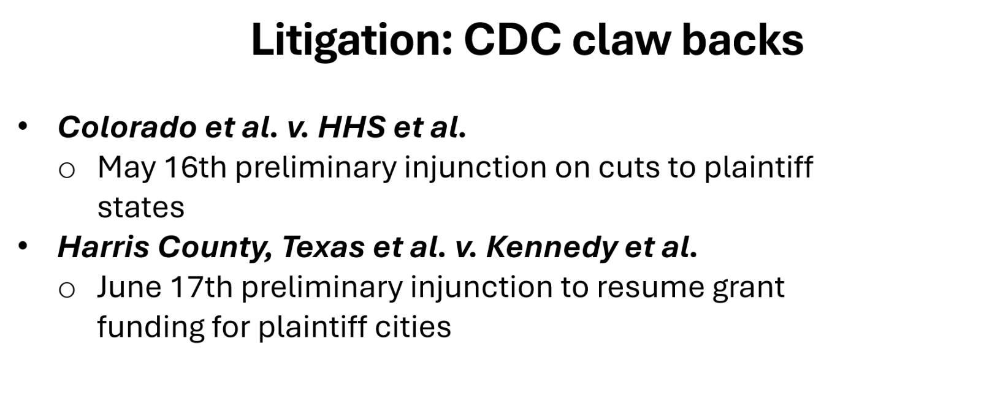 Litigation: CDC claw backs
• Colorado et al. v. HHS et al.
○ May 16th preliminary injunction on cuts to plaintiff
states
• Harris County, Texas et al. v. Kennedy et al.
○ June 17th preliminary injunction to resume grant
funding for plaintiff cities